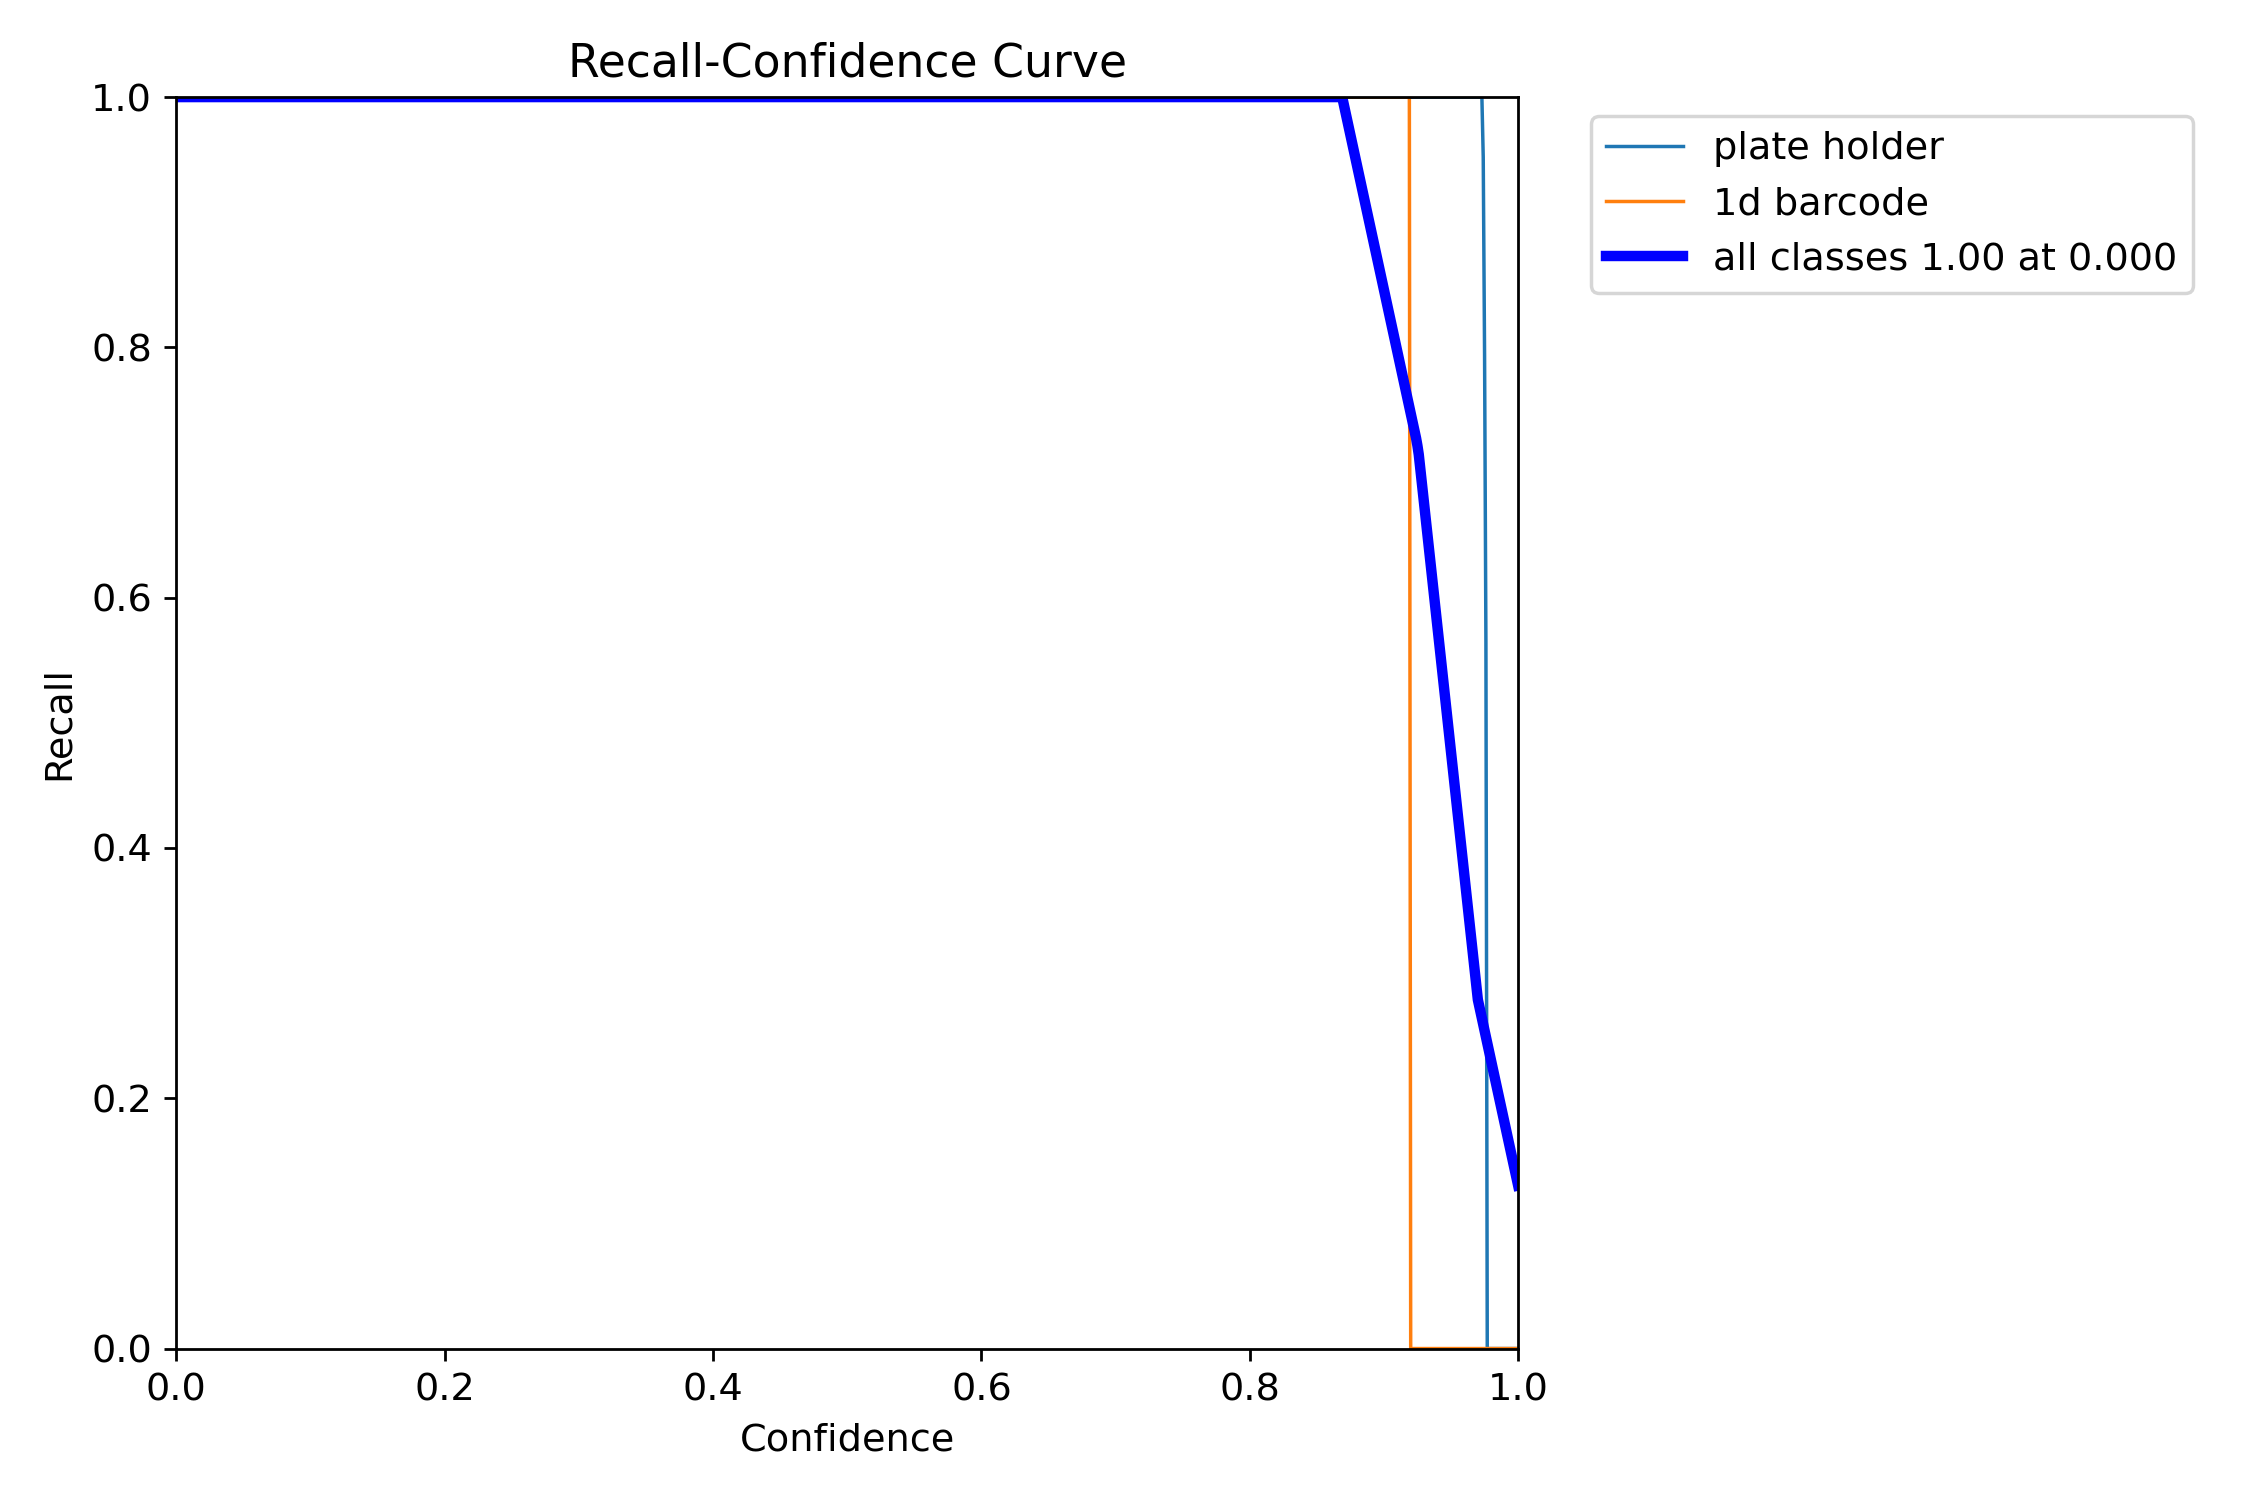 Recall-Confidence Curve
1.0
0.8
0.6
0.4
0.2
0.0
Recall
0.0 0.2 0.4 0.6 0.8 1.0
Confidence
plate holder
1d barcode
all classes 1.00 at 0.000